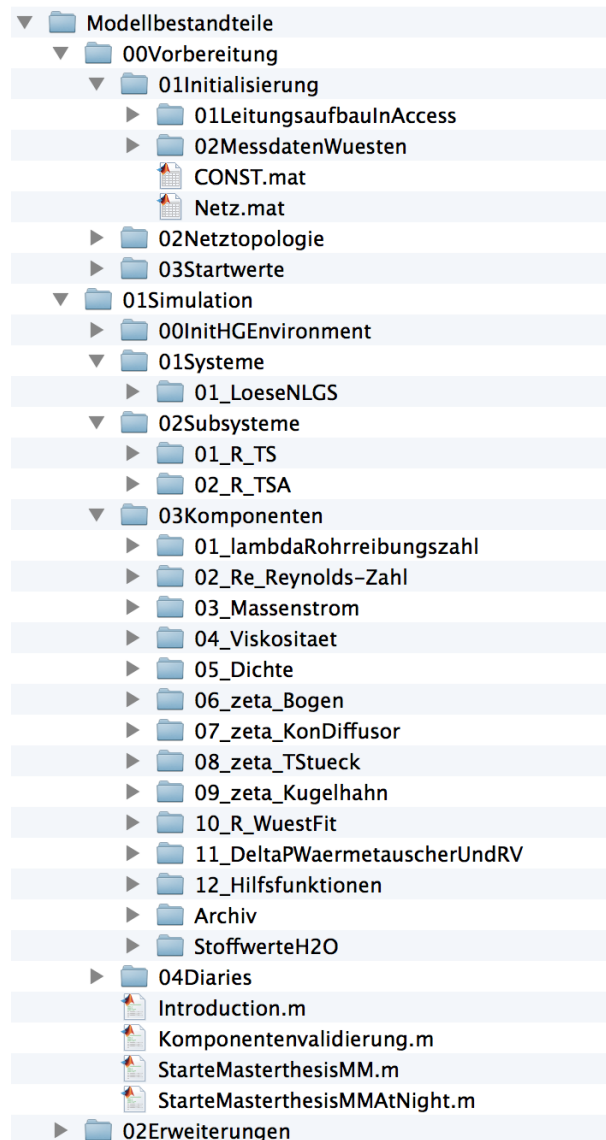 Modellbestandteile
00Vorbereitung
01Initialisierung
01LeitungsaufbauInAccess
02MessdatenWuesten
CONST.mat
Netz.mat
02Netztopologie
03Startwerte
01Simulation
00InitHGEnvironment
01Systeme
01_LoeseNLGS
02Subsysteme
01_R_TS
02_R_TSA
03Komponenten
01_lambdaRohrreibungszahl
02_Re_Reynolds-Zahl
03_Massenstrom
04_Viskositaet
05_Dichte
06_zeta_Bogen
07_zeta_KonDiffusor
08_zeta_TStueck
09_zeta_Kugelhahn
10_R_WuestFit
11_DeltaPWaermetauscherUndRV
12_Hilfsfunktionen
Archiv
StoffwerteH2O
04Diaries
Introduction.m
Komponentenvalidierung.m
StarteMasterthesisMM.m
StarteMasterthesisMMAtNight.m
02Erweiterungen